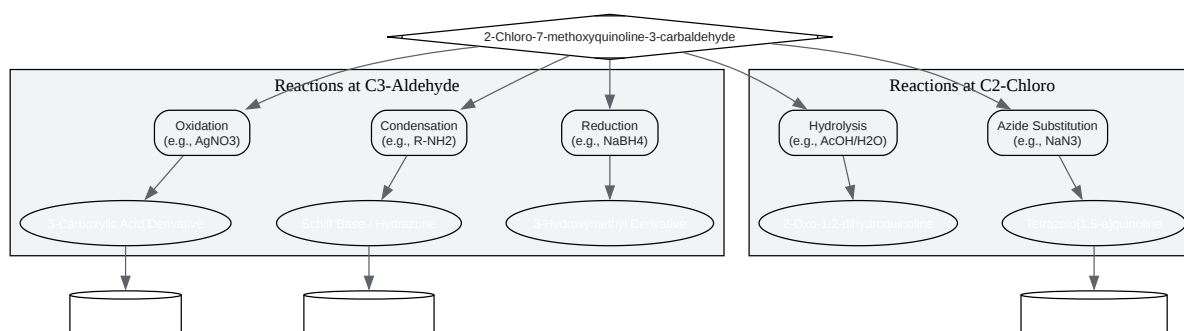 2-Chloro-7-methoxyquinoline-3-carbaldehyde
Reactions at C3-Aldehyde
Reactions at C2-Chloro
Oxidation
(e.g., AgNO3)
Condensation
(e.g., R-NH2)
Reduction
(e.g., NaBH4)
Hydrolysis
(e.g., AcOH/H2O)
Azide Substitution
(e.g., NaN3)
3-Carboxylic Acid Derivative
Schiff Base / Hydrazone
3-Hydroxymethyl Derivative
2-Oxo-1,2-dihydroquinoline
Tetrazolo[1,5-a]quinoline